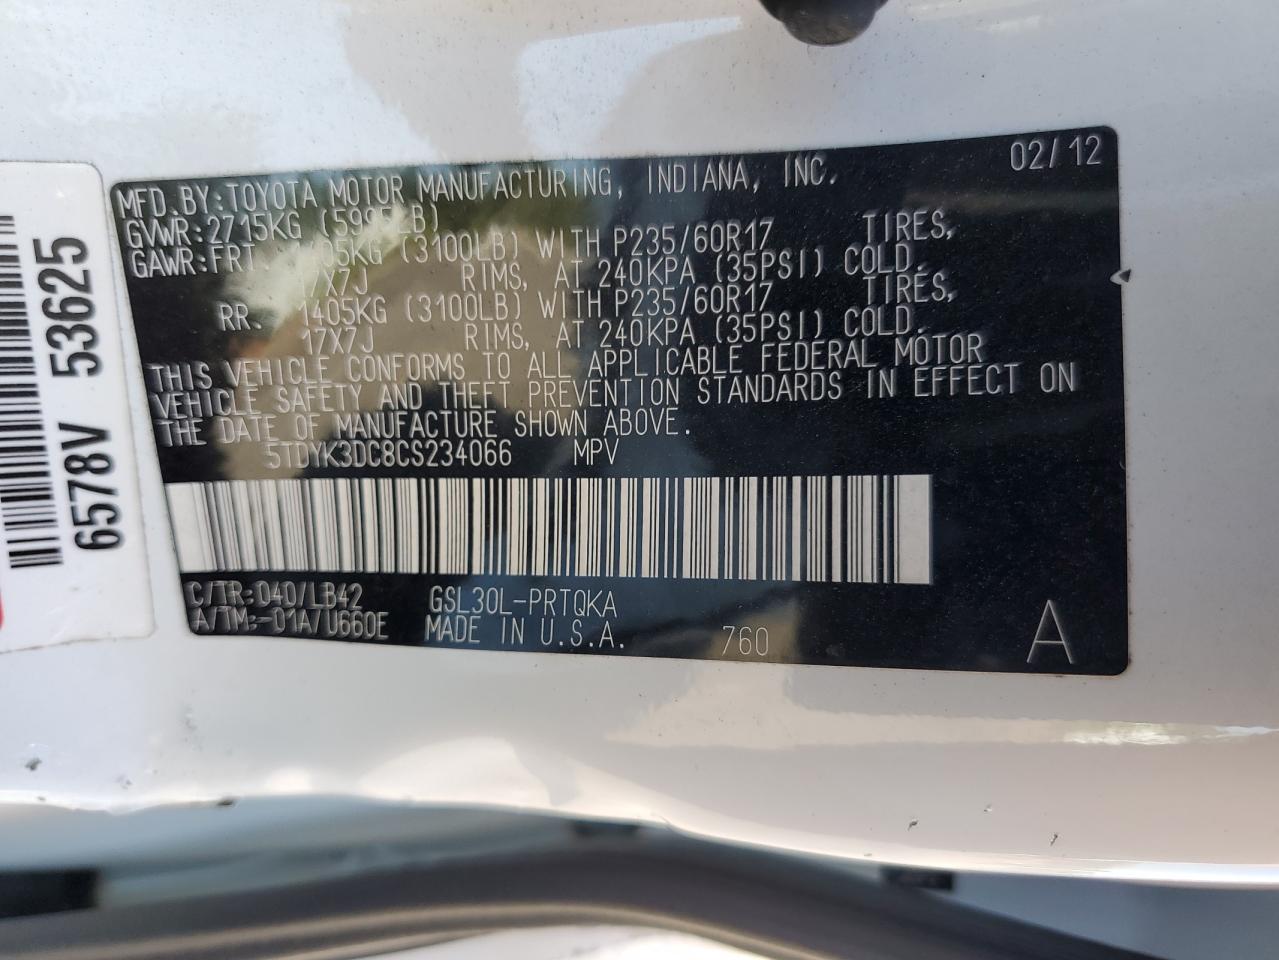 02/12
MFD.BY:TOYOTA MOTOR MANUFACTURING, INDIANA, INC.
GVWR:2715KG (5985LB)
GAWR:FRT. 1405KG (3100LB) WITH P235/60R17 TIRES,
17X7J RIMS, AT 240KPA (35PSI) COLD.
RR. 1405KG (3100LB) WITH P235/60R17 TIRES,
17X7J RIMS, AT 240KPA (35PSI) COLD.
THIS VEHICLE CONFORMS TO ALL APPLICABLE FEDERAL MOTOR
VEHICLE SAFETY AND THEFT PREVENTION STANDARDS IN EFFECT ON
THE DATE OF MANUFACTURE SHOWN ABOVE.
5TDYK3DC8CS234066 MPV
C/TR:040/LB42 GSL30L-PRTQKA
A/TM:-01A/U660E MADE IN U.S.A. 760 A
6578V 53625